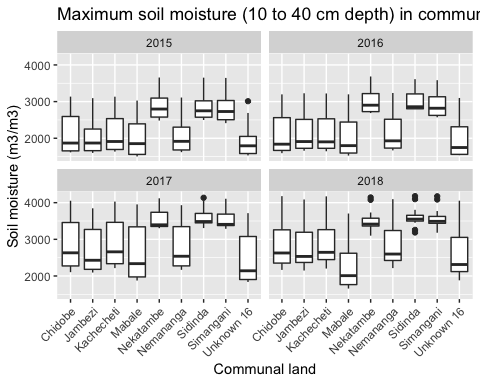 Maximum soil moisture (10 to 40 cm depth) in commun
2015
2016
4000
3000
2000
2017
2018
4000
3000
2000
Soil moisture (m3/m3)
Chidobe
Jambezi
Kachecheti
Mabale
Nekatambe
Nemananga
Sidinda
Simangani
Unknown 16
Chidobe
Jambezi
Kachecheti
Mabale
Nekatambe
Nemananga
Sidinda
Simangani
Unknown 16
Communal land